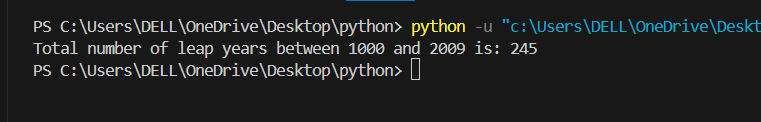 PS C:\Users\DELL\OneDrive\Desktop\python> python -u "c:\Users\DELL\OneDrive\Deskt
Total number of leap years between 1000 and 2009 is: 245
PS C:\Users\DELL\OneDrive\Desktop\python>